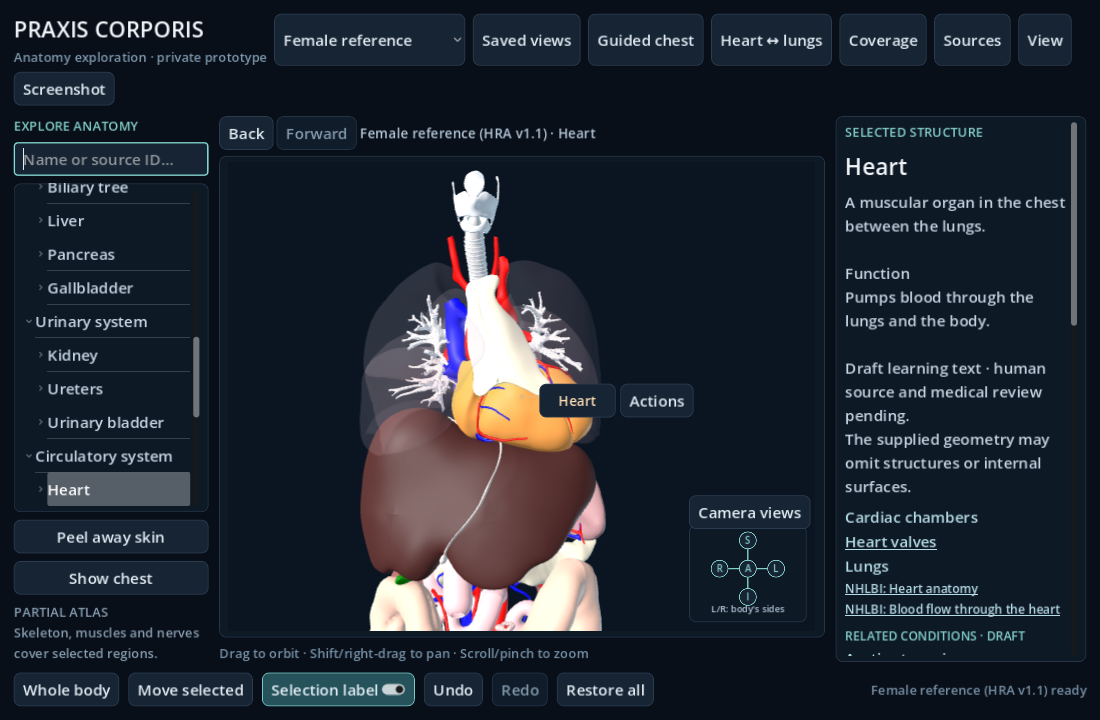 PRAXIS CORPORIS
Anatomy exploration · private prototype
Female reference
Saved views
Guided chest
Heart ↔ lungs
Coverage
Sources
View
Screenshot
EXPLORE ANATOMY
Name or source ID...
Biliary tree
Liver
Pancreas
Gallbladder
Urinary system
Kidney
Ureters
Urinary bladder
Circulatory system
Heart
Peel away skin
Show chest
PARTIAL ATLAS
Skeleton, muscles and nerves
cover selected regions.
Back
Forward
Female reference (HRA v1.1) · Heart
Heart
Actions
Camera views
S
R
A
L
I
L/R: body's sides
Drag to orbit · Shift/right-drag to pan · Scroll/pinch to zoom
SELECTED STRUCTURE
Heart
A muscular organ in the chest
between the lungs.
Function
Pumps blood through the
lungs and the body.
Draft learning text · human
source and medical review
pending.
The supplied geometry may
omit structures or internal
surfaces.
Cardiac chambers
Heart valves
Lungs
NHLBI: Heart anatomy
NHLBI: Blood flow through the heart
RELATED CONDITIONS · DRAFT
Whole body
Move selected
Selection label
Undo
Redo
Restore all
Female reference (HRA v1.1) ready